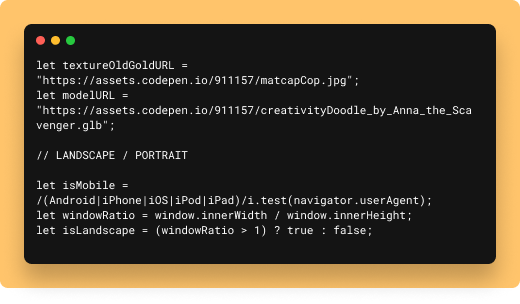 let textureOldGoldURL =
"https://assets.codepen.io/911157/matcapCop.jpg";
let modelURL =
"https://assets.codepen.io/911157/creativityDoodle_by_Anna_the_Sca
venger.glb";
// LANDSCAPE / PORTRAIT
let isMobile =
/(Android|iPhone|iOS|iPod|iPad)/i.test(navigator.userAgent);
let windowRatio = window.innerWidth / window.innerHeight;
let isLandscape = (windowRatio > 1) ? true : false;